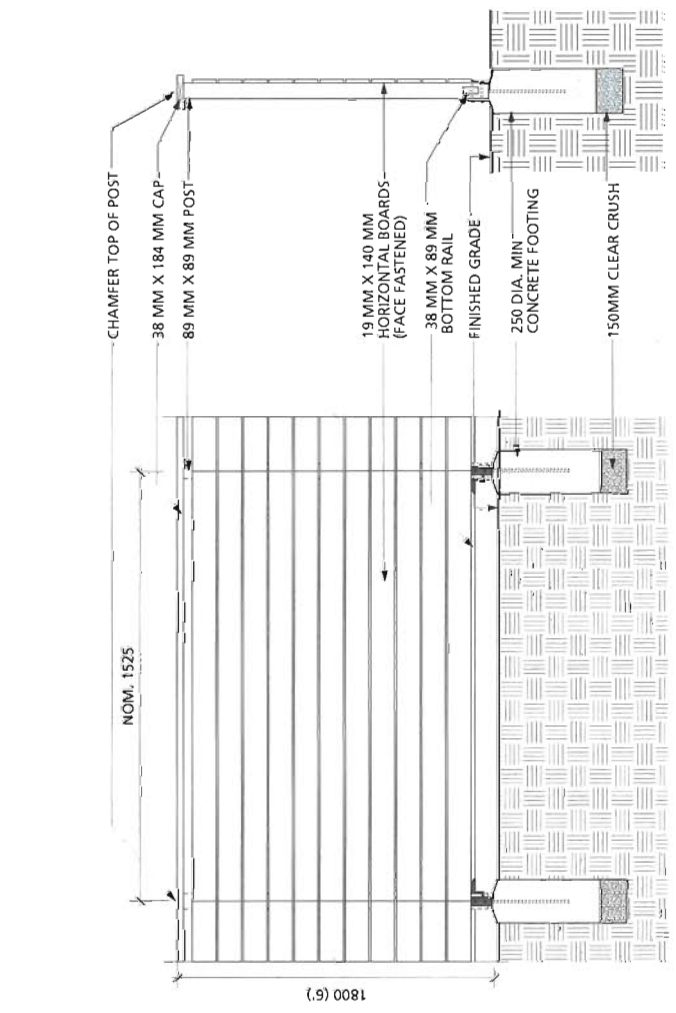 CHAMFER TOP OF POST
38 MM X 184 MM CAP
89 MM X 89 MM POST
19 MM X 140 MM
HORIZONTAL BOARDS
(FACE FASTENED)
38 MM X 89 MM
BOTTOM RAIL
FINISHED GRADE
250 DIA. MIN
CONCRETE FOOTING
150MM CLEAR CRUSH
NOM. 1525
1800 (6')